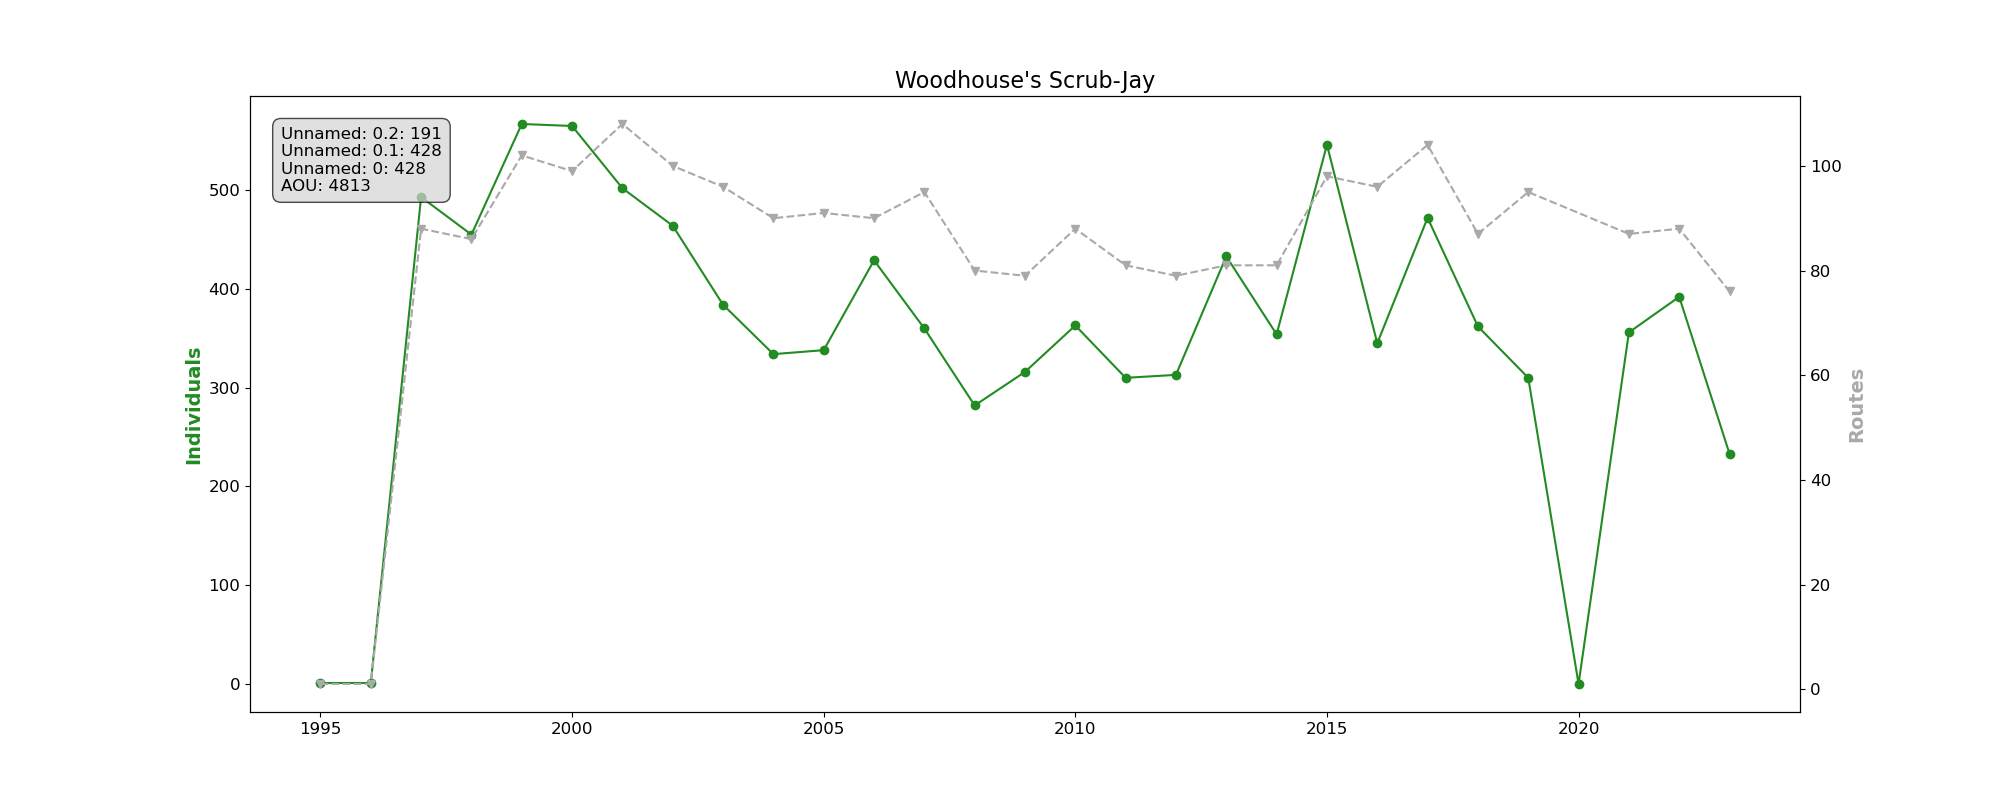 Woodhouse's Scrub-Jay
Unnamed: 0.2: 191
Unnamed: 0.1: 428
Unnamed: 0: 428
AOU: 4813
Individuals
500
400
300
200
100
0
100
80
60
40
20
0
Routes
1995 2000 2005 2010 2015 2020